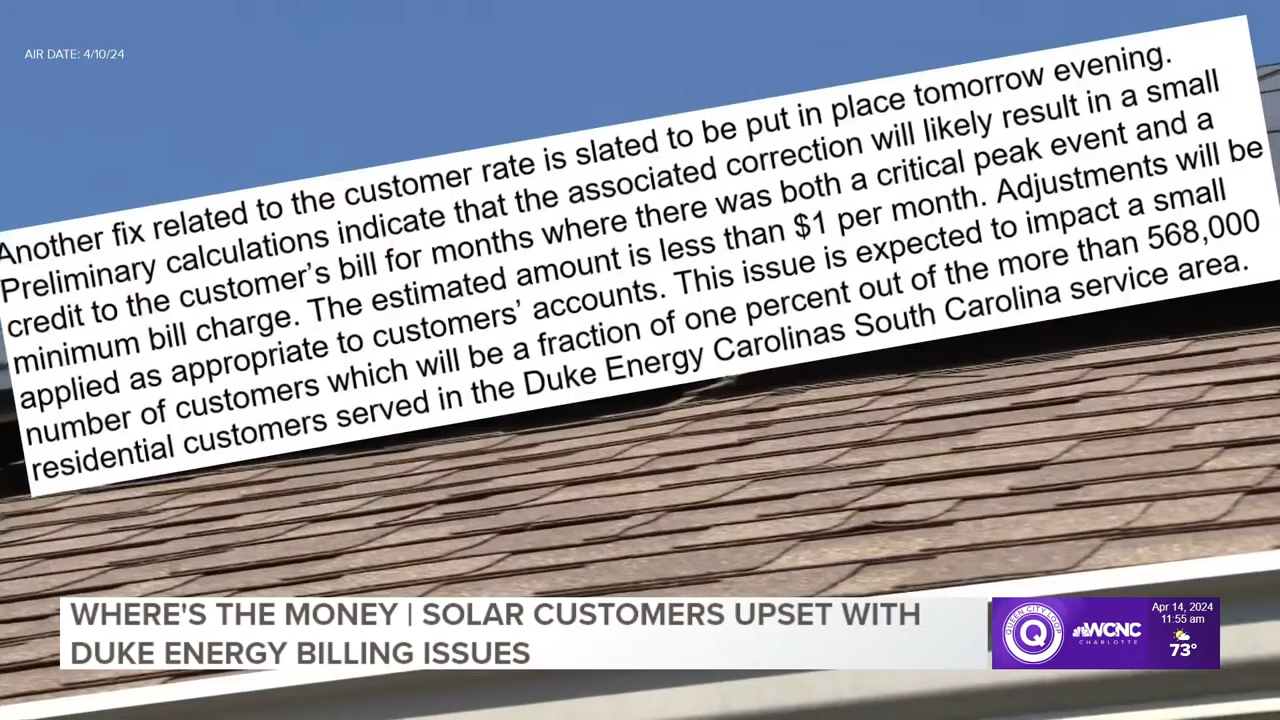 AIR DATE: 4/10/24
Another fix related to the customer rate is slated to be put in place tomorrow evening.
Preliminary calculations indicate that the associated correction will likely result in a small
credit to the customer's bill for months where there was both a critical peak event and a
minimum bill charge. The estimated amount is less than $1 per month. Adjustments will be
applied as appropriate to customers' accounts. This issue is expected to impact a small
number of customers which will be a fraction of one percent out of the more than 568,000
residential customers served in the Duke Energy Carolinas South Carolina service area.
WHERE'S THE MONEY | SOLAR CUSTOMERS UPSET WITH
DUKE ENERGY BILLING ISSUES
QUEEN CITY LOOP
Q
WCNC
CHARLOTTE
Apr 14, 2024
11:55 am
73°